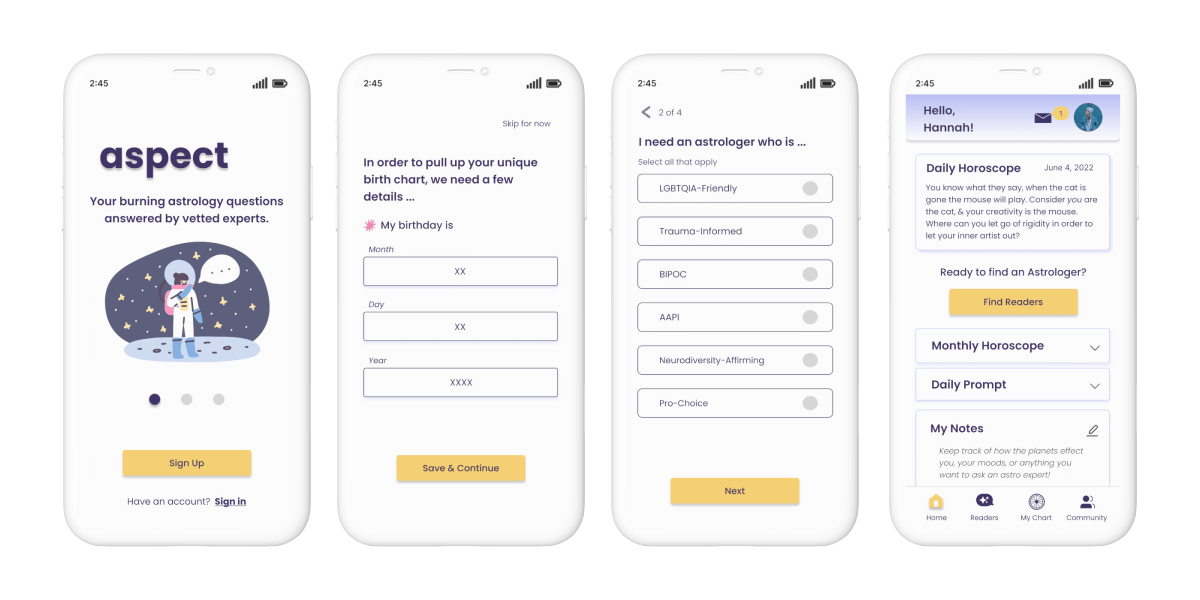 2:45
aspect
Your burning astrology questions
answered by vetted experts.
Sign Up
Have an account? Sign in
2:45
Skip for now
In order to pull up your unique
birth chart, we need a few
details ...
My birthday is
Month
XX
Day
XX
Year
XXXX
Save & Continue
2:45
2 of 4
I need an astrologer who is ...
Select all that apply
LGBTQIA-Friendly
Trauma-Informed
BIPOC
AAPI
Neurodiversity-Affirming
Pro-Choice
Next
2:45
Hello,
Hannah!
1
Daily Horoscope June 4, 2022
You know what they say, when the cat is
gone the mouse will play. Consider you are
the cat, & your creativity is the mouse.
Where can you let go of rigidity in order to
let your inner artist out?
Ready to find an Astrologer?
Find Readers
Monthly Horoscope
Daily Prompt
My Notes
Keep track of how the planets effect
you, your moods, or anything you
want to ask an astro expert!
Home Readers My Chart Community